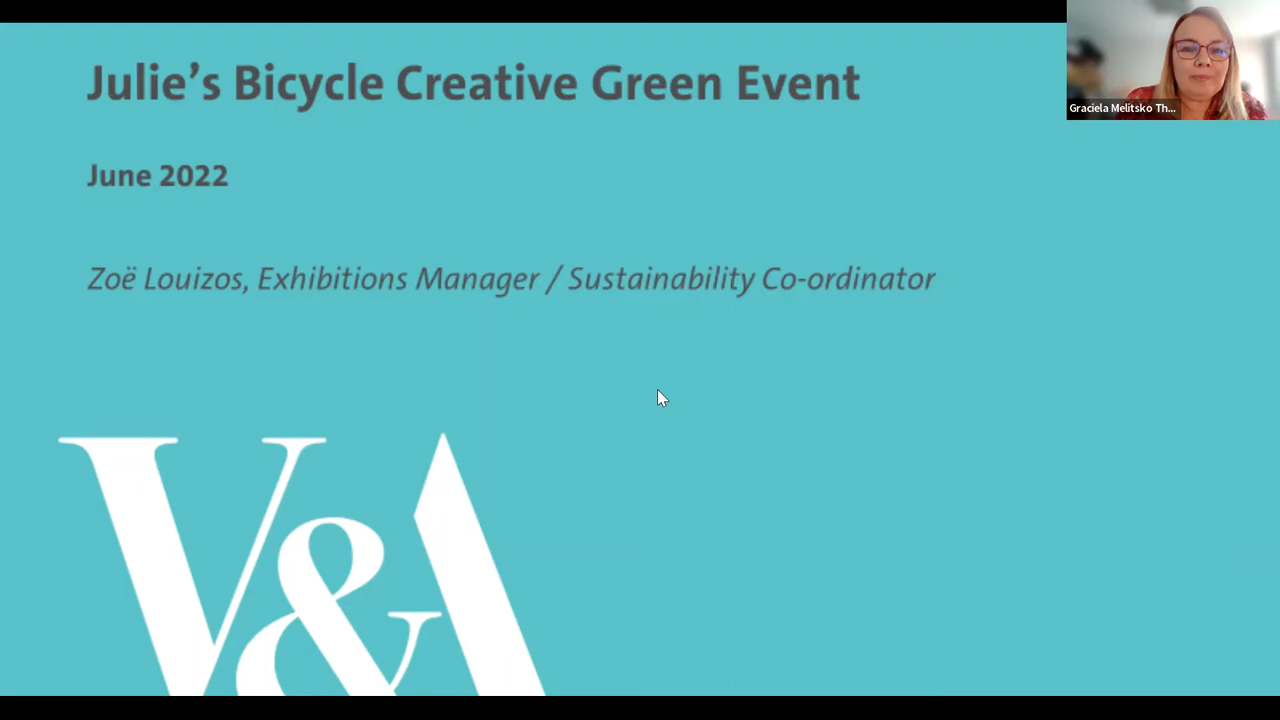 Julie’s Bicycle Creative Green Event
Graciela Melitsko Th...
June 2022
Zoë Louizos, Exhibitions Manager / Sustainability Co-ordinator
V&A